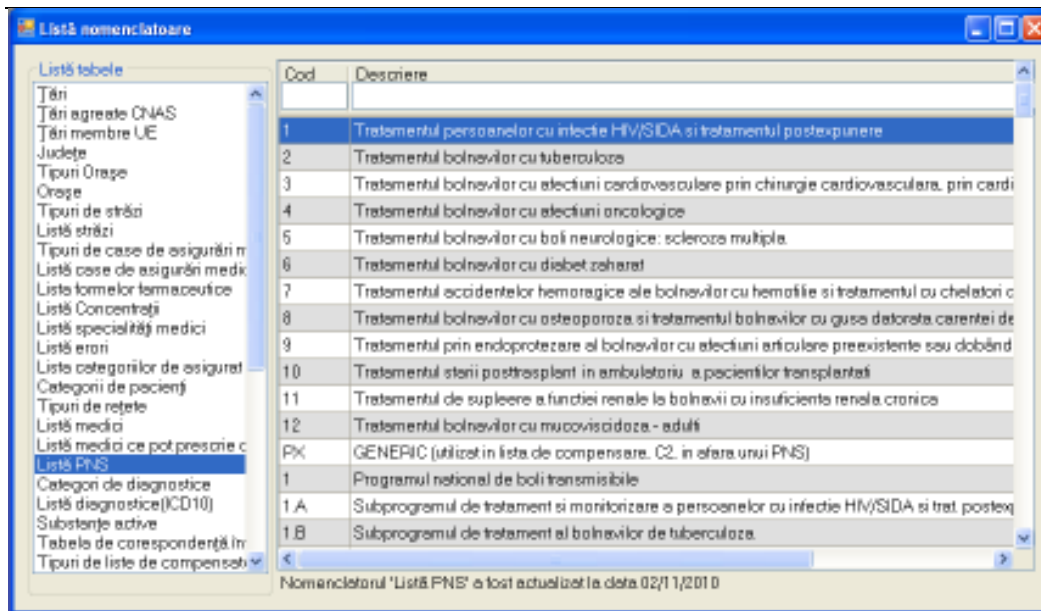 Listă nomenclatoare
Listă tabele
Țări
Țări agreate CNAS
Țări membre UE
Județe
Tipuri Orașe
Orașe
Tipuri de străzi
Listă străzi
Tipuri de case de asigurări m
Listă case de asigurări medic
Lista formelor farmaceutice
Listă Concentrații
Listă specialități medici
Listă erori
Lista categoriilor de asigurat
Categorii de pacienți
Tipuri de rețete
Listă medici
Listă medici ce pot prescrie c
Listă PNS
Categori de diagnostice
Listă diagnostice(ICD10)
Substanțe active
Tabela de corespondență în
Tipuri de liste de compensat
Cod Descriere
1 Tratamentul persoanelor cu infectie HIV/SIDA si tratamentul postexpunere
2 Tratamentul bolnavilor cu tuberculoza
3 Tratamentul bolnavilor cu afectiuni cardiovasculare prin chirurgie cardiovasculara, prin cardi
4 Tratamentul bolnavilor cu afectiuni oncologice
5 Tratamentul bolnavilor cu boli neurologice: scleroza multipla
6 Tratamentul bolnavilor cu diabet zaharat
7 Tratamentul accidentelor hemoragice ale bolnavilor cu hemofilie si tratamentul cu chelatori c
8 Tratamentul bolnavilor cu osteoporoza si tratamentul bolnavilor cu gusa datorata carentei de
9 Tratamentul prin endoprotezare al bolnavilor cu afectiuni articulare preexistente sau dobând
10 Tratamentul starii posttrasplant in ambulatoriu a pacientilor transplantati
11 Tratamentul de supleere a functiei renale la bolnavii cu insuficienta renala cronica
12 Tratamentul bolnavilor cu mucoviscidoza - adulti
PX GENERIC (utilizat in lista de compensare, C2, in afara unui PNS)
1 Programul national de boli transmisibile
1.A Subprogramul de tratament si monitorizare a persoanelor cu infectie HIV/SIDA si trat. postexp
1.B Subprogramul de tratament al bolnavilor de tuberculoza
Nomenclatorul 'Listă PNS' a fost actualizat la data 02/11/2010